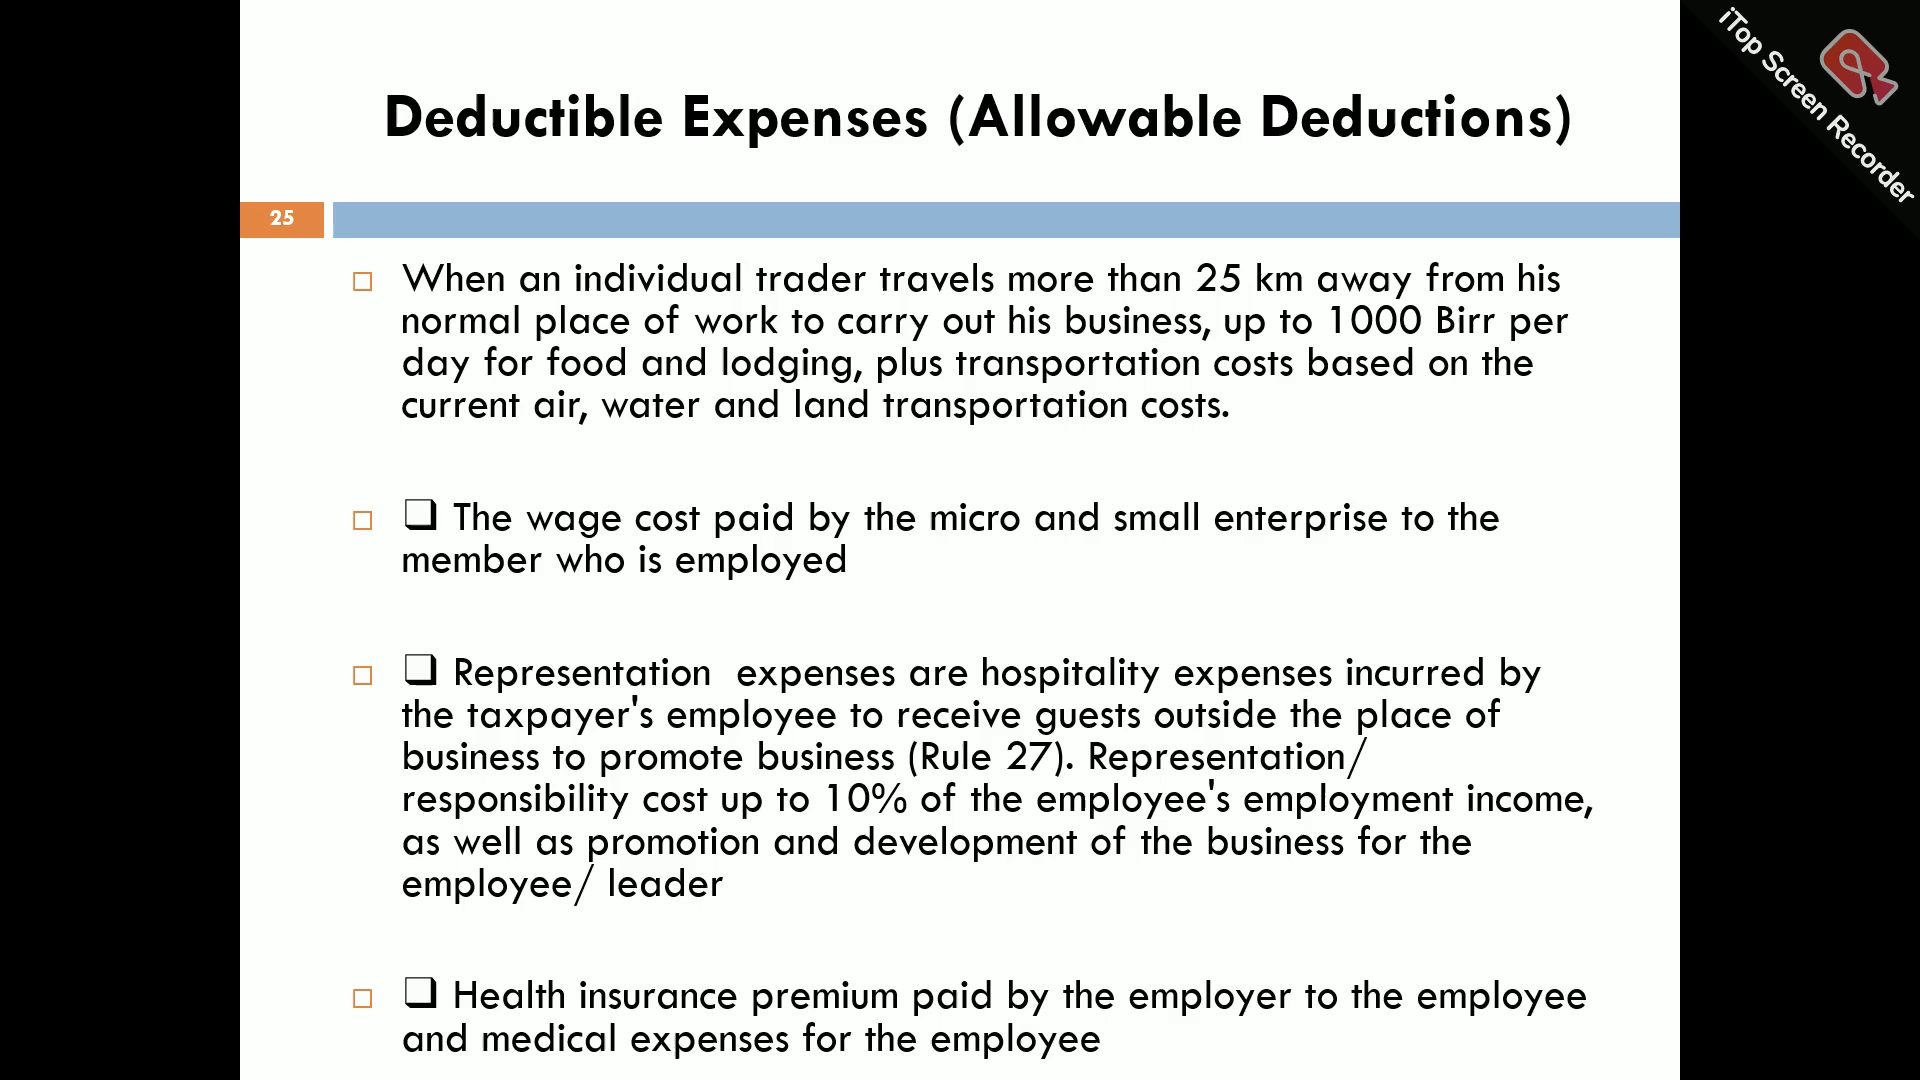 iTop Screen Recorder
Deductible Expenses (Allowable Deductions)
25
When an individual trader travels more than 25 km away from his
normal place of work to carry out his business, up to 1000 Birr per
day for food and lodging, plus transportation costs based on the
current air, water and land transportation costs.
❑ The wage cost paid by the micro and small enterprise to the
member who is employed
❑ Representation  expenses are hospitality expenses incurred by
the taxpayer's employee to receive guests outside the place of
business to promote business (Rule 27). Representation/
responsibility cost up to 10% of the employee's employment income,
as well as promotion and development of the business for the
employee/ leader
❑ Health insurance premium paid by the employer to the employee
and medical expenses for the employee